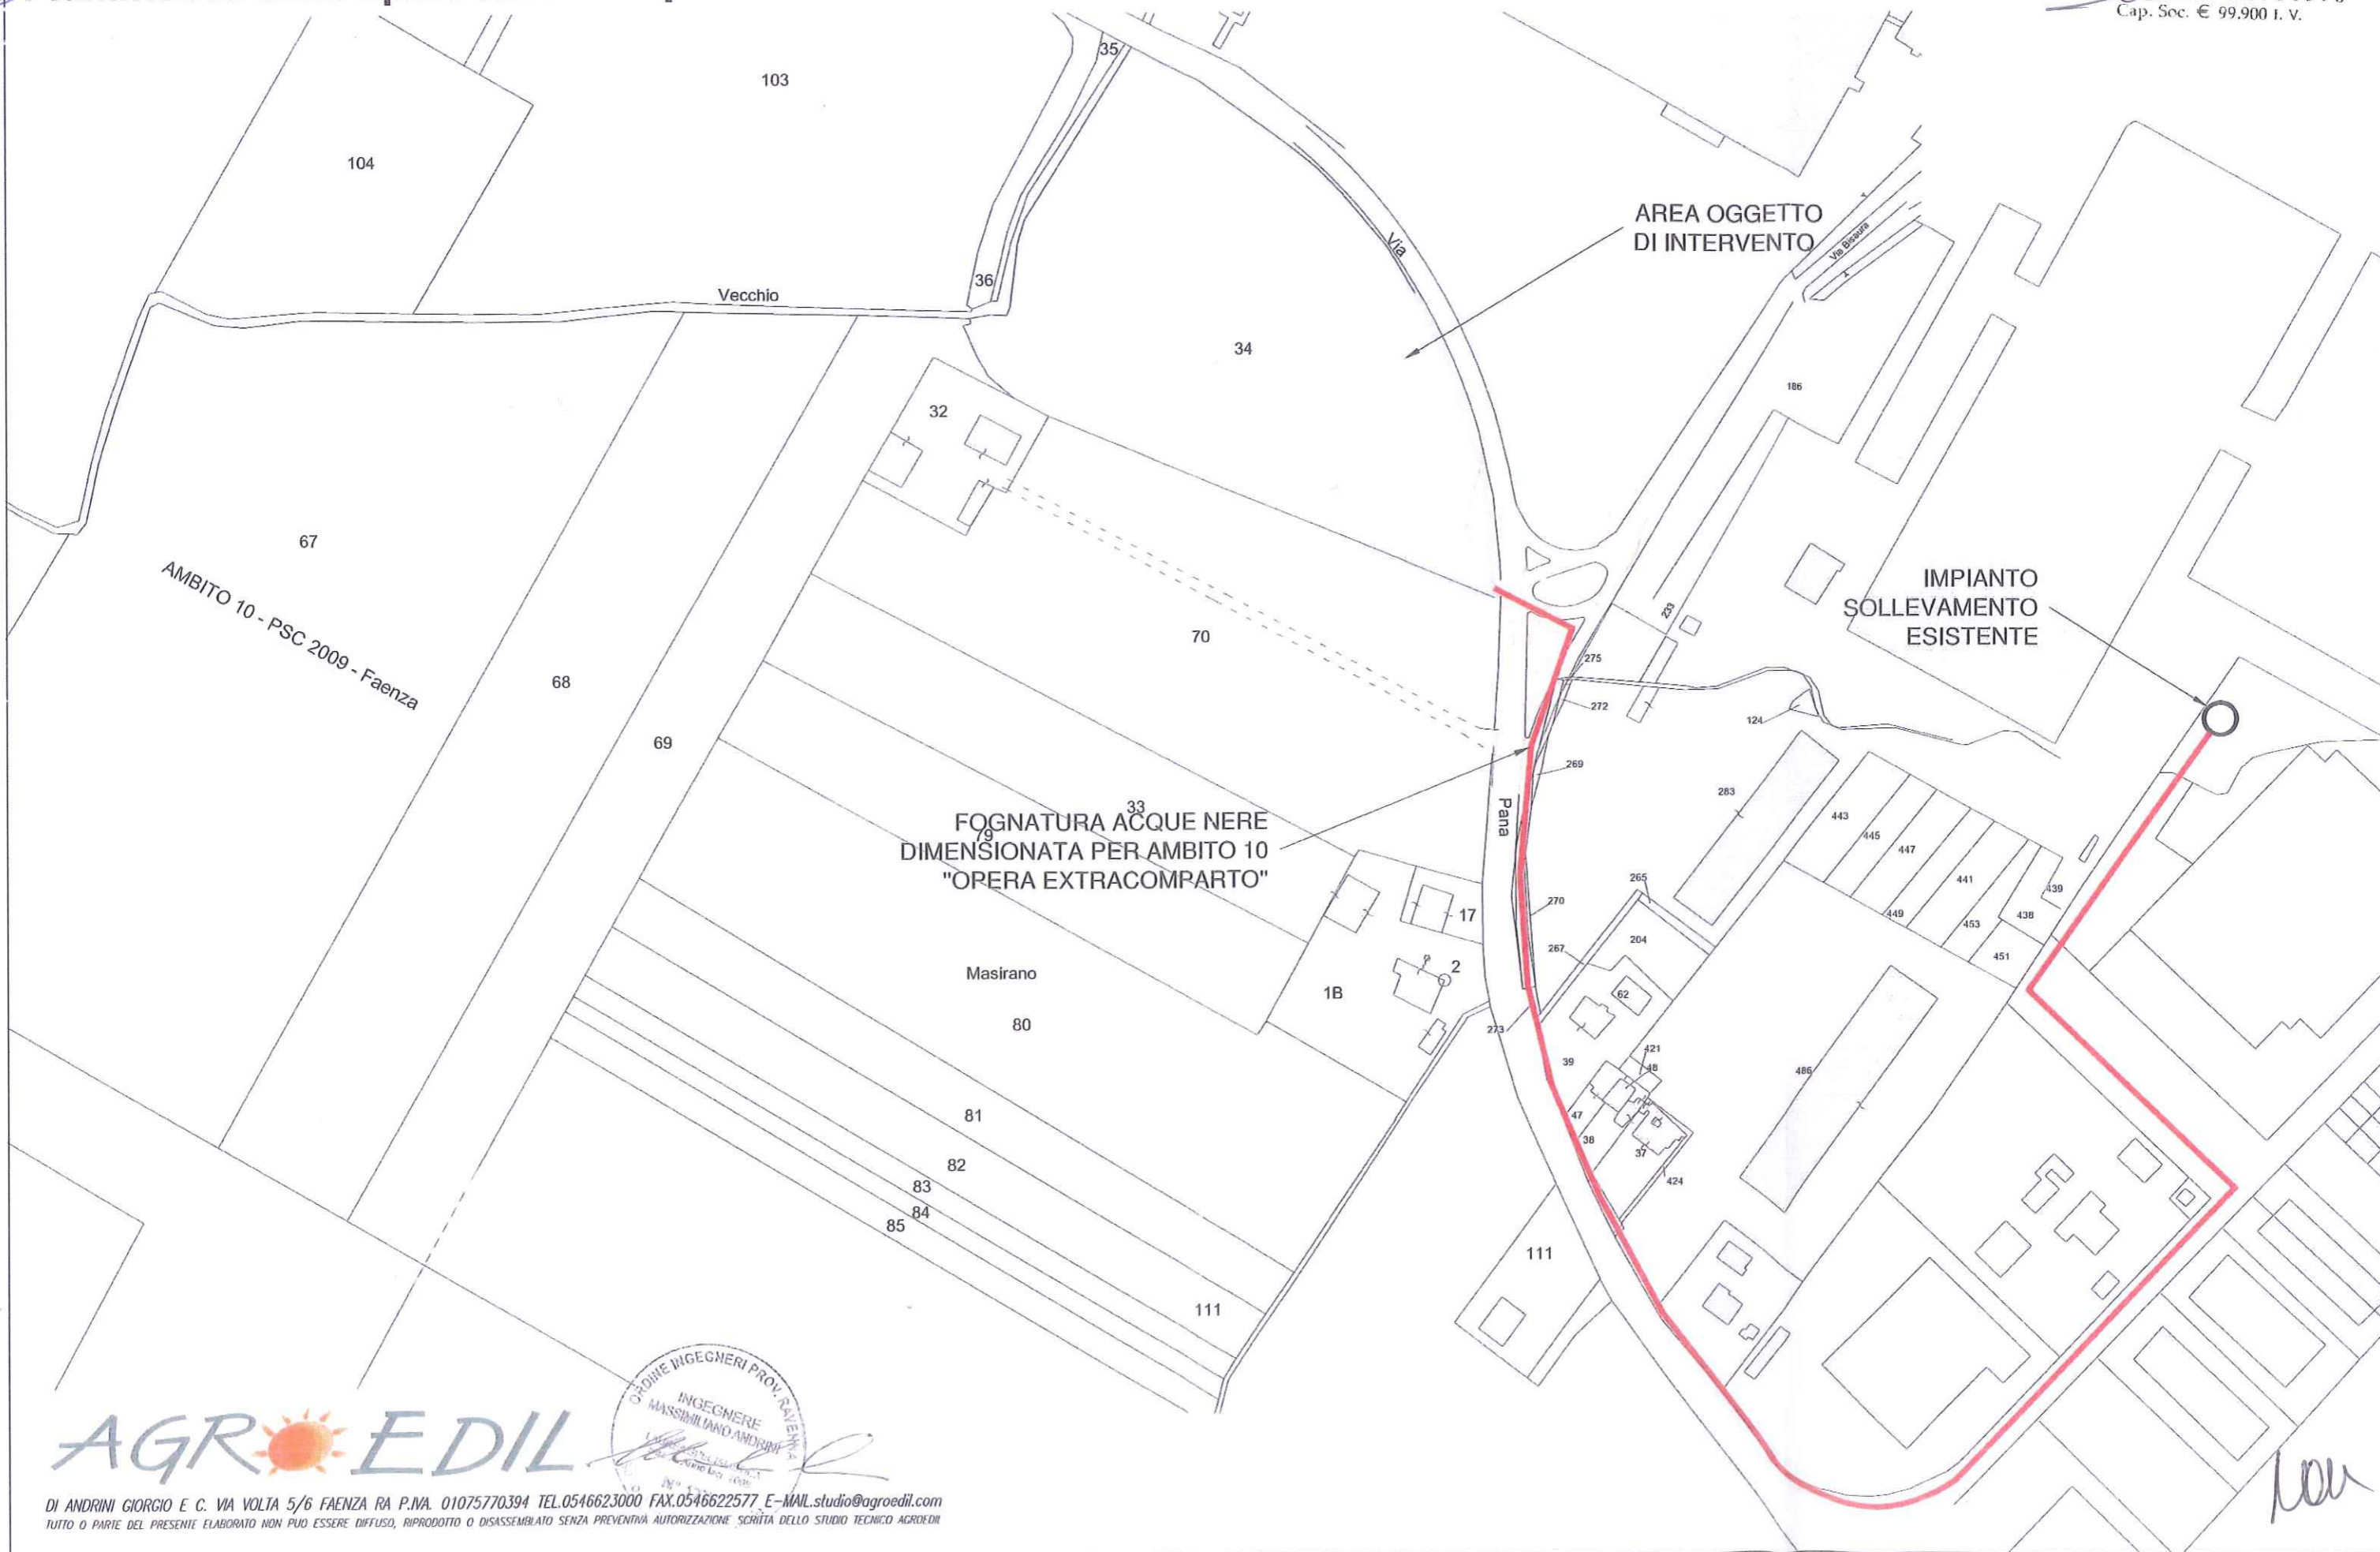 Cap. Soc. € 99.900 I. V.
35
103
104
AREA OGGETTO
DI INTERVENTO
Via
Via Bisaura
36
Vecchio
34
186
32
67
AMBITO 10 - PSC 2009 - Faenza
IMPIANTO
SOLLEVAMENTO
ESISTENTE
233
70
275
68
272
124
69
269
283
Pana
33
FOGNATURA ACQUE NERE
79
DIMENSIONATA PER AMBITO 10
"OPERA EXTRACOMPARTO"
443
445
447
441
439
449
453
438
451
265
270
17
204
267
Masirano
2
1B
62
80
273
421
39
48
486
47
81
38
37
82
424
83
84
85
111
111
ORDINE INGEGNERI PROV. RAVENNA
INGEGNERE
MASSIMILIANO ANDRINI
AGROEDIL
DI ANDRINI GIORGIO E C. VIA VOLTA 5/6 FAENZA RA P.IVA. 01075770394 TEL.0546623000 FAX.0546622577 E-MAIL.studio@agroedil.com
TUTTO O PARTE DEL PRESENTE ELABORATO NON PUO ESSERE DIFFUSO, RIPRODOTTO O DISASSEMBLATO SENZA PREVENTIVA AUTORIZZAZIONE SCRITTA DELLO STUDIO TECNICO AGROEDIL